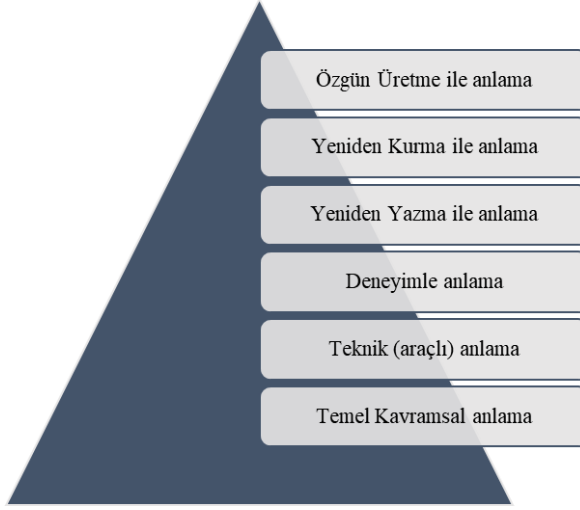 Özgün Üretme ile anlama
Yeniden Kurma ile anlama
Yeniden Yazma ile anlama
Deneyimle anlama
Teknik (araçlı) anlama
Temel Kavramsal anlama